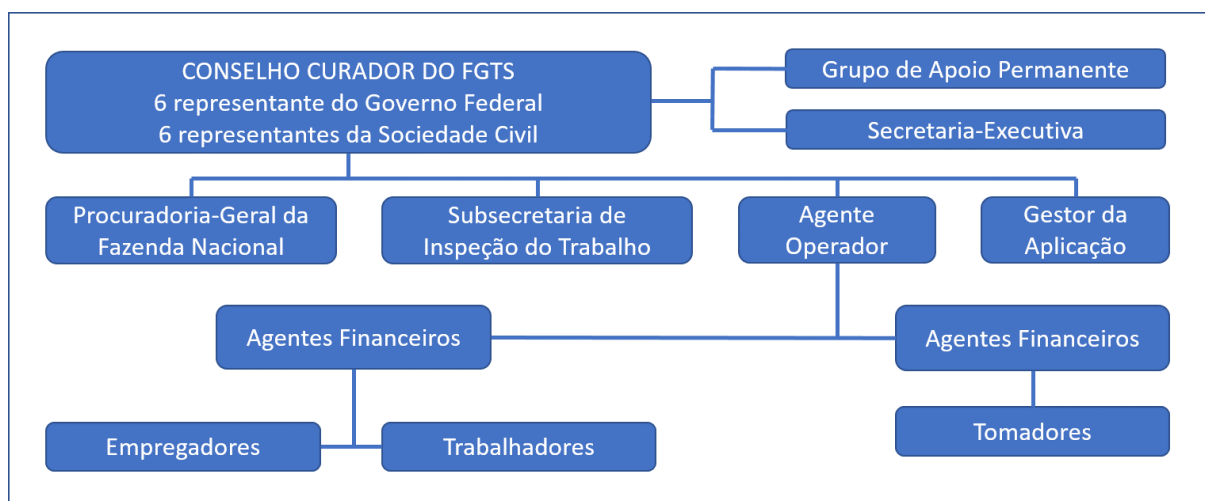 CONSELHO CURADOR DO FGTS
6 representante do Governo Federal
6 representantes da Sociedade Civil
Grupo de Apoio Permanente
Secretaria-Executiva
Procuradoria-Geral da
Fazenda Nacional
Subsecretaria de
Inspeção do Trabalho
Agente
Operador
Gestor da
Aplicação
Agentes Financeiros
Agentes Financeiros
Empregadores
Trabalhadores
Tomadores